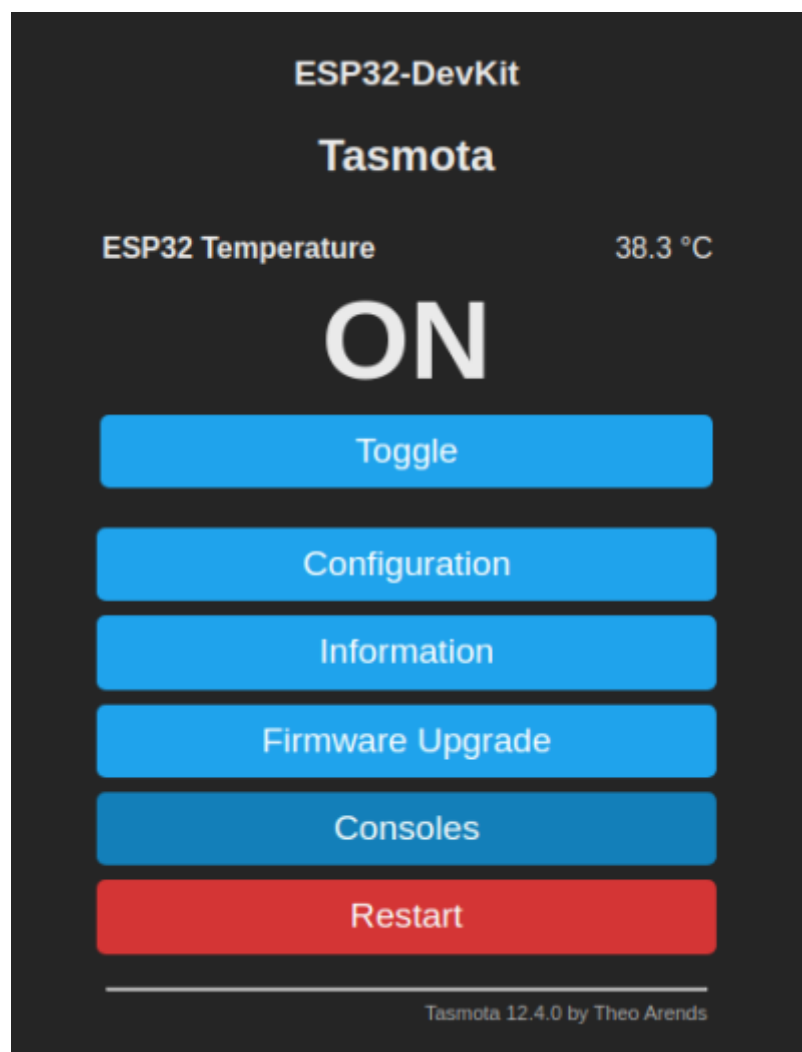 ESP32-DevKit
Tasmota
ESP32 Temperature 38.3 °C
ON
Toggle
Configuration
Information
Firmware Upgrade
Consoles
Restart
Tasmota 12.4.0 by Theo Arends